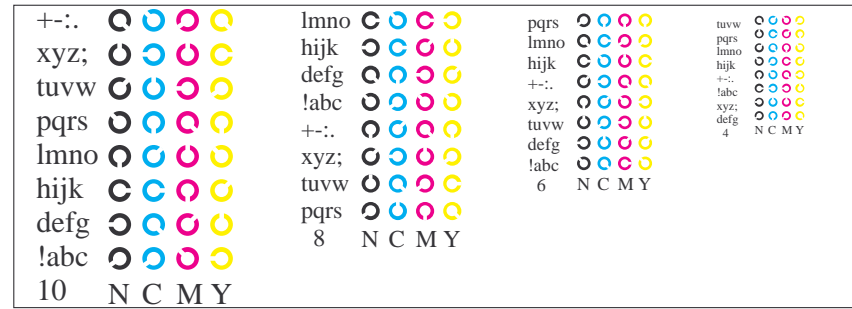 +-:.
xyz;
tuvw
pqrs
lmno
hijk
defg
!abc
10 N C M Y
lmno
hijk
defg
!abc
+-:.
xyz;
tuvw
pqrs
8 N C M Y
pqrs
lmno
hijk
+-:.
xyz;
tuvw
defg
!abc
6 N C M Y
tuvw
pqrs
lmno
hijk
+-:.
!abc
xyz;
defg
4 N C M Y